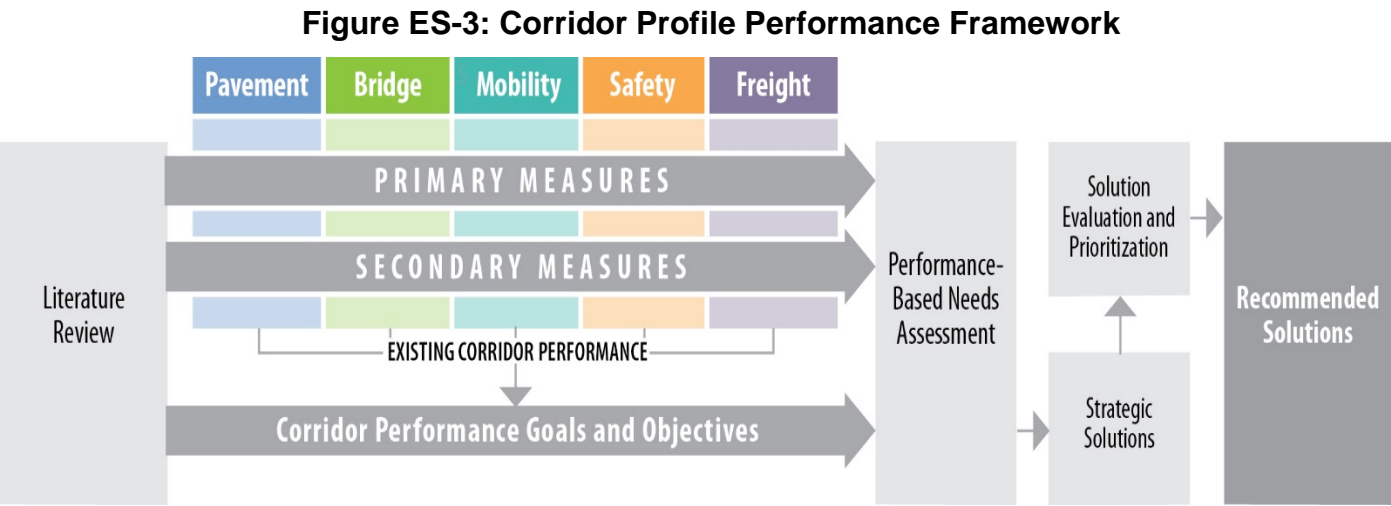 Figure ES-3: Corridor Profile Performance Framework
Pavement
Bridge
Mobility
Safety
Freight
Literature
Review
PRIMARY MEASURES
SECONDARY MEASURES
EXISTING CORRIDOR PERFORMANCE
Corridor Performance Goals and Objectives
Performance-
Based Needs
Assessment
Solution
Evaluation and
Prioritization
Strategic
Solutions
Recommended
Solutions